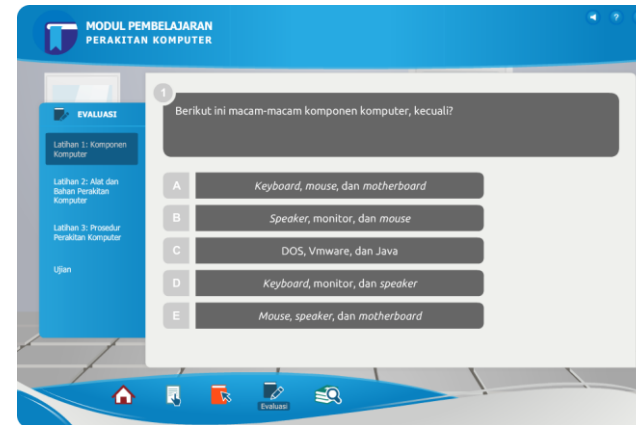 MODUL PEMBELAJARAN
PERAKITAN KOMPUTER
?
EVALUASI
Latihan 1: Komponen
Komputer
Latihan 2: Alat dan
Bahan Perakitan
Komputer
Latihan 3: Prosedur
Perakitan Komputer
Ujian
1
Berikut ini macam-macam komponen komputer, kecuali?
A
Keyboard, mouse, dan motherboard
B
Speaker, monitor, dan mouse
C
DOS, Vmware, dan Java
D
Keyboard, monitor, dan speaker
E
Mouse, speaker, dan motherboard
Evaluasi